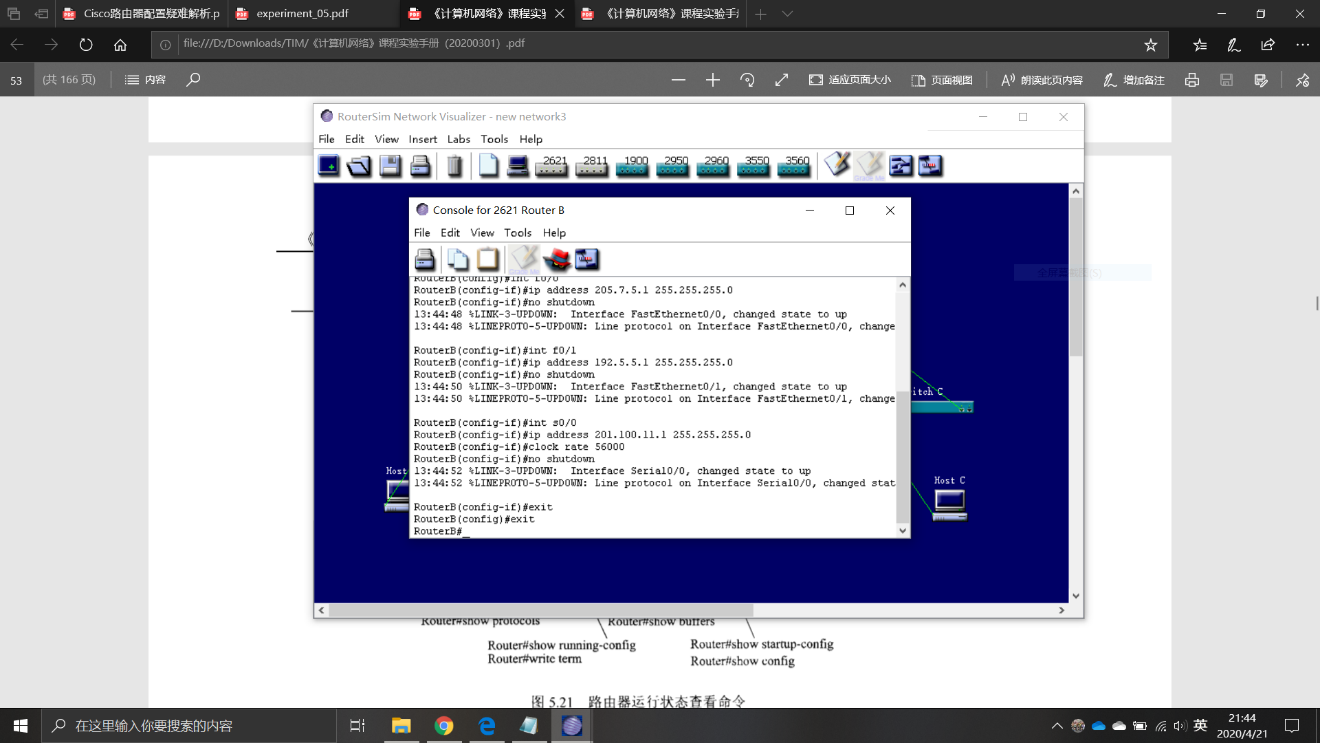 Cisco路由器配置疑难解析.p
experiment_05.pdf
《计算机网络》课程实验
《计算机网络》课程实验手册
file:///D:/Downloads/TIM/《计算机网络》课程实验手册（20200301）.pdf
53 (共 166 页) 内容 适应页面大小 页面视图 朗读此页内容 增加备注
RouterSim Network Visualizer - new network3
File Edit View Insert Labs Tools Help
2621 2811 1900 2950 2960 3550 3560
Console for 2621 Router B
File Edit View Tools Help
RouterB(config)#int f0/0
RouterB(config-if)#ip address 205.7.5.1 255.255.255.0
RouterB(config-if)#no shutdown
13:44:48 %LINK-3-UPDOWN: Interface FastEthernet0/0, changed state to up
13:44:48 %LINEPROTO-5-UPDOWN: Line protocol on Interface FastEthernet0/0, change
RouterB(config-if)#int f0/1
RouterB(config-if)#ip address 192.5.5.1 255.255.255.0
RouterB(config-if)#no shutdown
13:44:50 %LINK-3-UPDOWN: Interface FastEthernet0/1, changed state to up
13:44:50 %LINEPROTO-5-UPDOWN: Line protocol on Interface FastEthernet0/1, change
RouterB(config-if)#int s0/0
RouterB(config-if)#ip address 201.100.11.1 255.255.255.0
RouterB(config-if)#clock rate 56000
RouterB(config-if)#no shutdown
13:44:52 %LINK-3-UPDOWN: Interface Serial0/0, changed state to up
13:44:52 %LINEPROTO-5-UPDOWN: Line protocol on Interface Serial0/0, changed stat
RouterB(config-if)#exit
RouterB(config)#exit
RouterB#_
itch C
Host
Host C
Router#show protocols
Router#show buffers
Router#show running-config
Router#write term
Router#show startup-config
Router#show config
图 5.21 路由器运行状态查看命令
在这里输入你要搜索的内容
英
21:44
2020/4/21